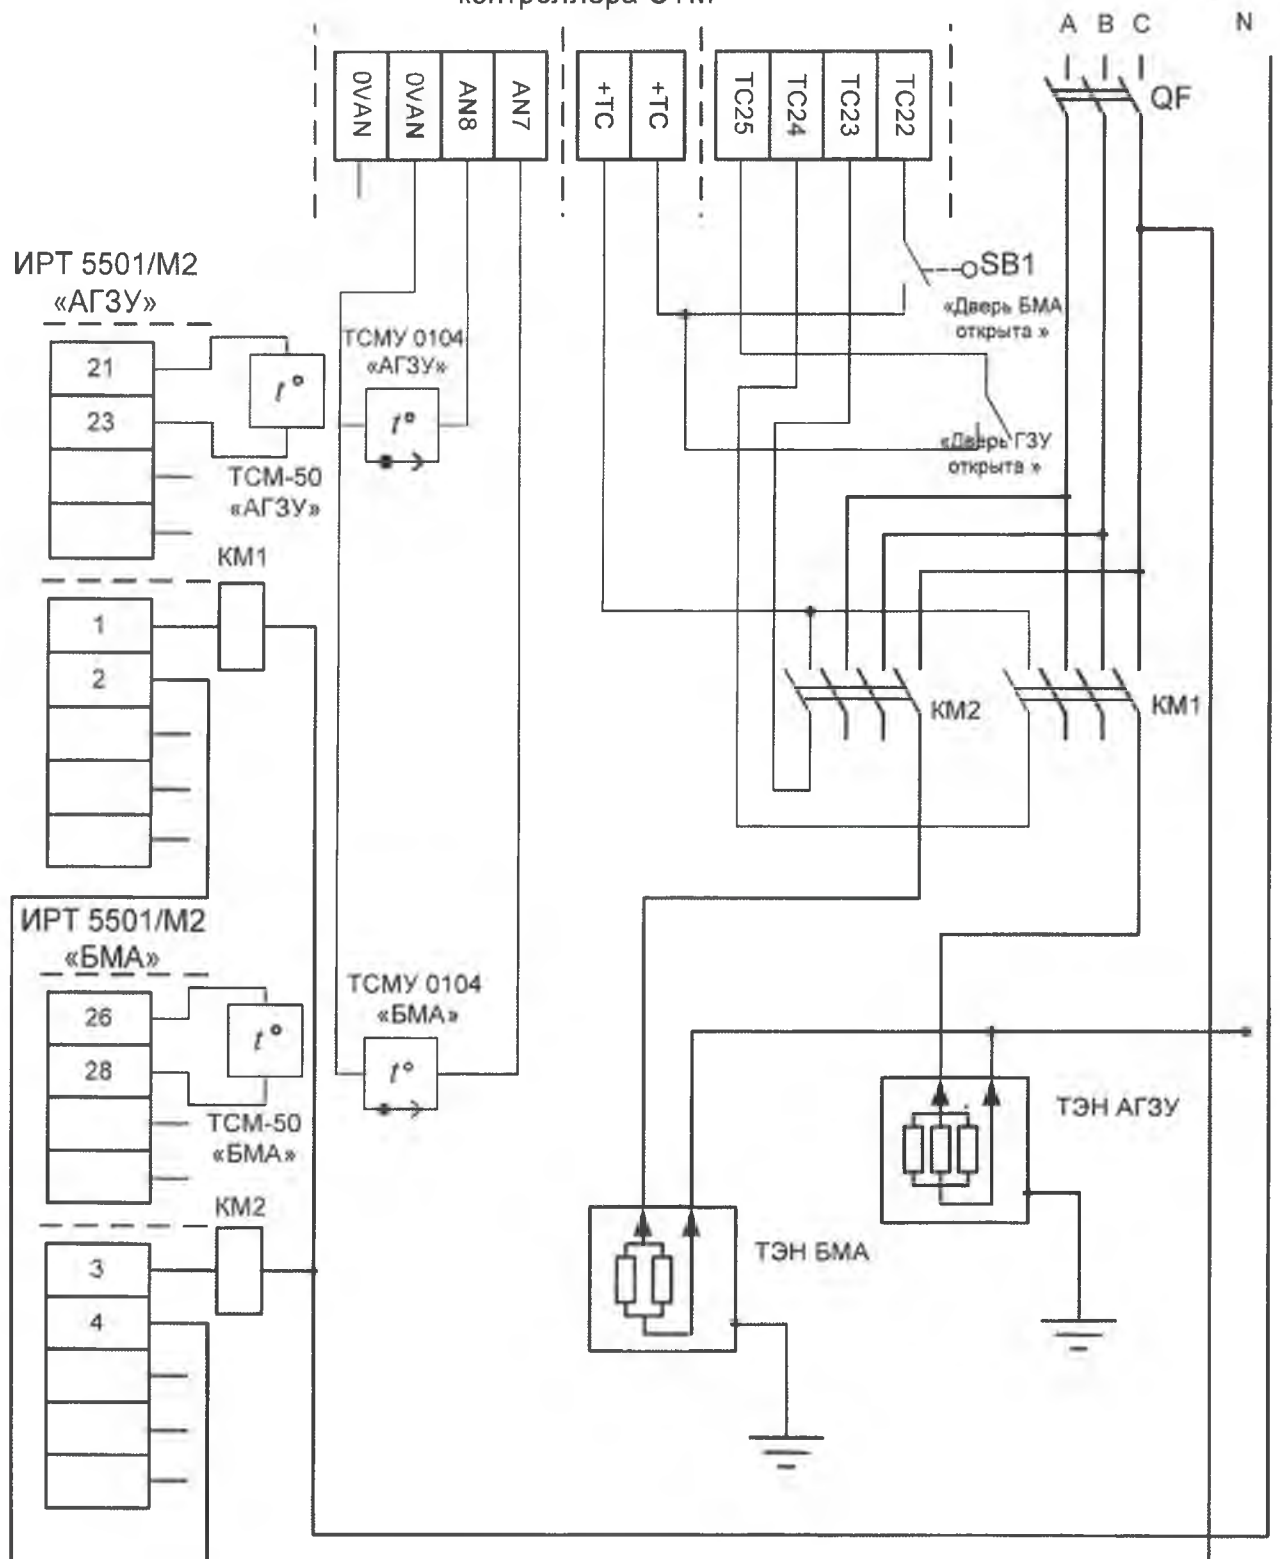 контроллера СТМ
A B C N
0VAN
0VAN
AN8
AN7
+TC
+TC
TC25
TC24
TC23
TC22
QF
ИРТ 5501/М2
«АГЗУ»
21
23
t°
ТСМ-50
«АГЗУ»
ТСМУ 0104
«АГЗУ»
t°
SB1
«Дверь БМА
открыта »
«Дверь ГЗУ
открыта »
КМ1
1
2
КМ2
КМ1
ИРТ 5501/М2
«БМА»
26
28
t°
ТСМ-50
«БМА»
ТСМУ 0104
«БМА»
t°
ТЭН АГЗУ
КМ2
3
4
ТЭН БМА